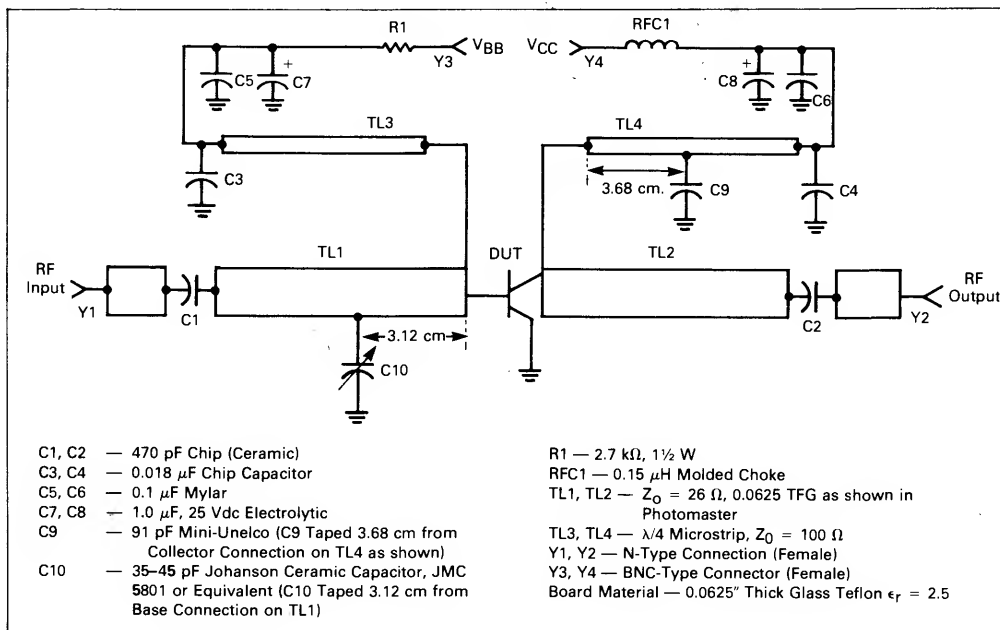 R1
VBB
Y3
VCC
Y4
RFC1
C5
+
C7
+
C8
C6
TL3
TL4
C3
3.68 cm.
C9
C4
RF
Input
Y1
C1
TL1
3.12 cm
C10
DUT
TL2
C2
Y2
RF
Output
C1, C2 — 470 pF Chip (Ceramic)
C3, C4 — 0.018 μF Chip Capacitor
C5, C6 — 0.1 μF Mylar
C7, C8 — 1.0 μF, 25 Vdc Electrolytic
C9 — 91 pF Mini-Unelco (C9 Taped 3.68 cm from
Collector Connection on TL4 as shown)
C10 — 35–45 pF Johanson Ceramic Capacitor, JMC
5801 or Equivalent (C10 Taped 3.12 cm from
Base Connection on TL1)
R1 — 2.7 kΩ, 1½ W
RFC1 — 0.15 μH Molded Choke
TL1, TL2 — Zo = 26 Ω, 0.0625 TFG as shown in
Photomaster
TL3, TL4 — λ/4 Microstrip, Z0 = 100 Ω
Y1, Y2 — N-Type Connection (Female)
Y3, Y4 — BNC-Type Connector (Female)
Board Material — 0.0625″ Thick Glass Teflon ϵr = 2.5